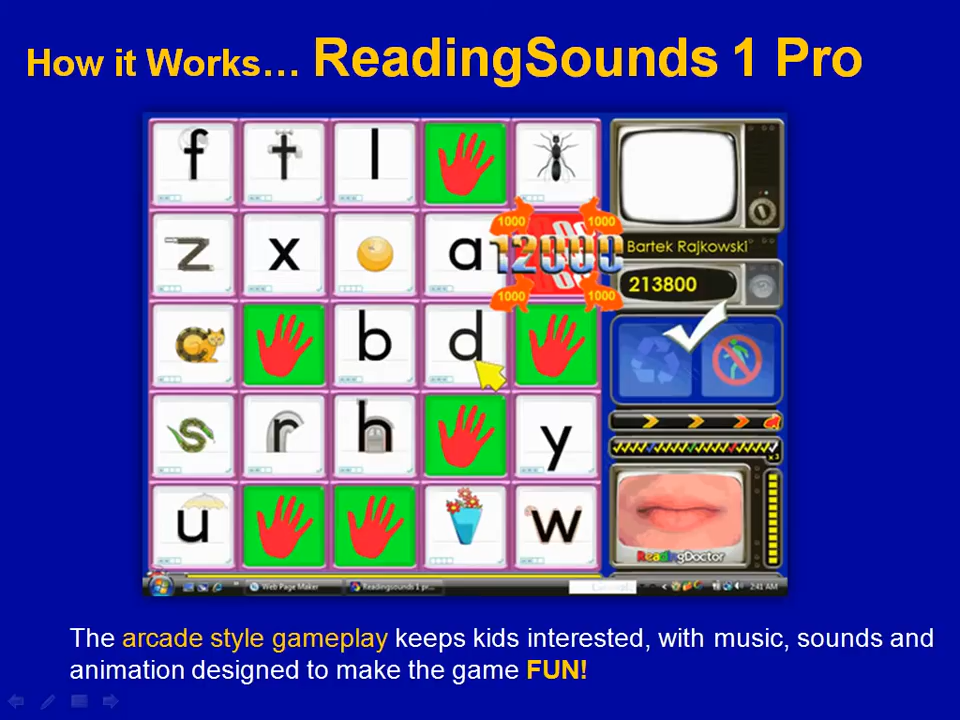 How it Works... ReadingSounds 1 Pro
f t l
1000 1000
z x a 12000
Bartek Rajkowski
1000 1000
213800
b d
s r h y
x3
u w
ReadingDoctor
Web Page Maker Readingsounds 1 pr... 2:41 AM
The arcade style gameplay keeps kids interested, with music, sounds and
animation designed to make the game FUN!